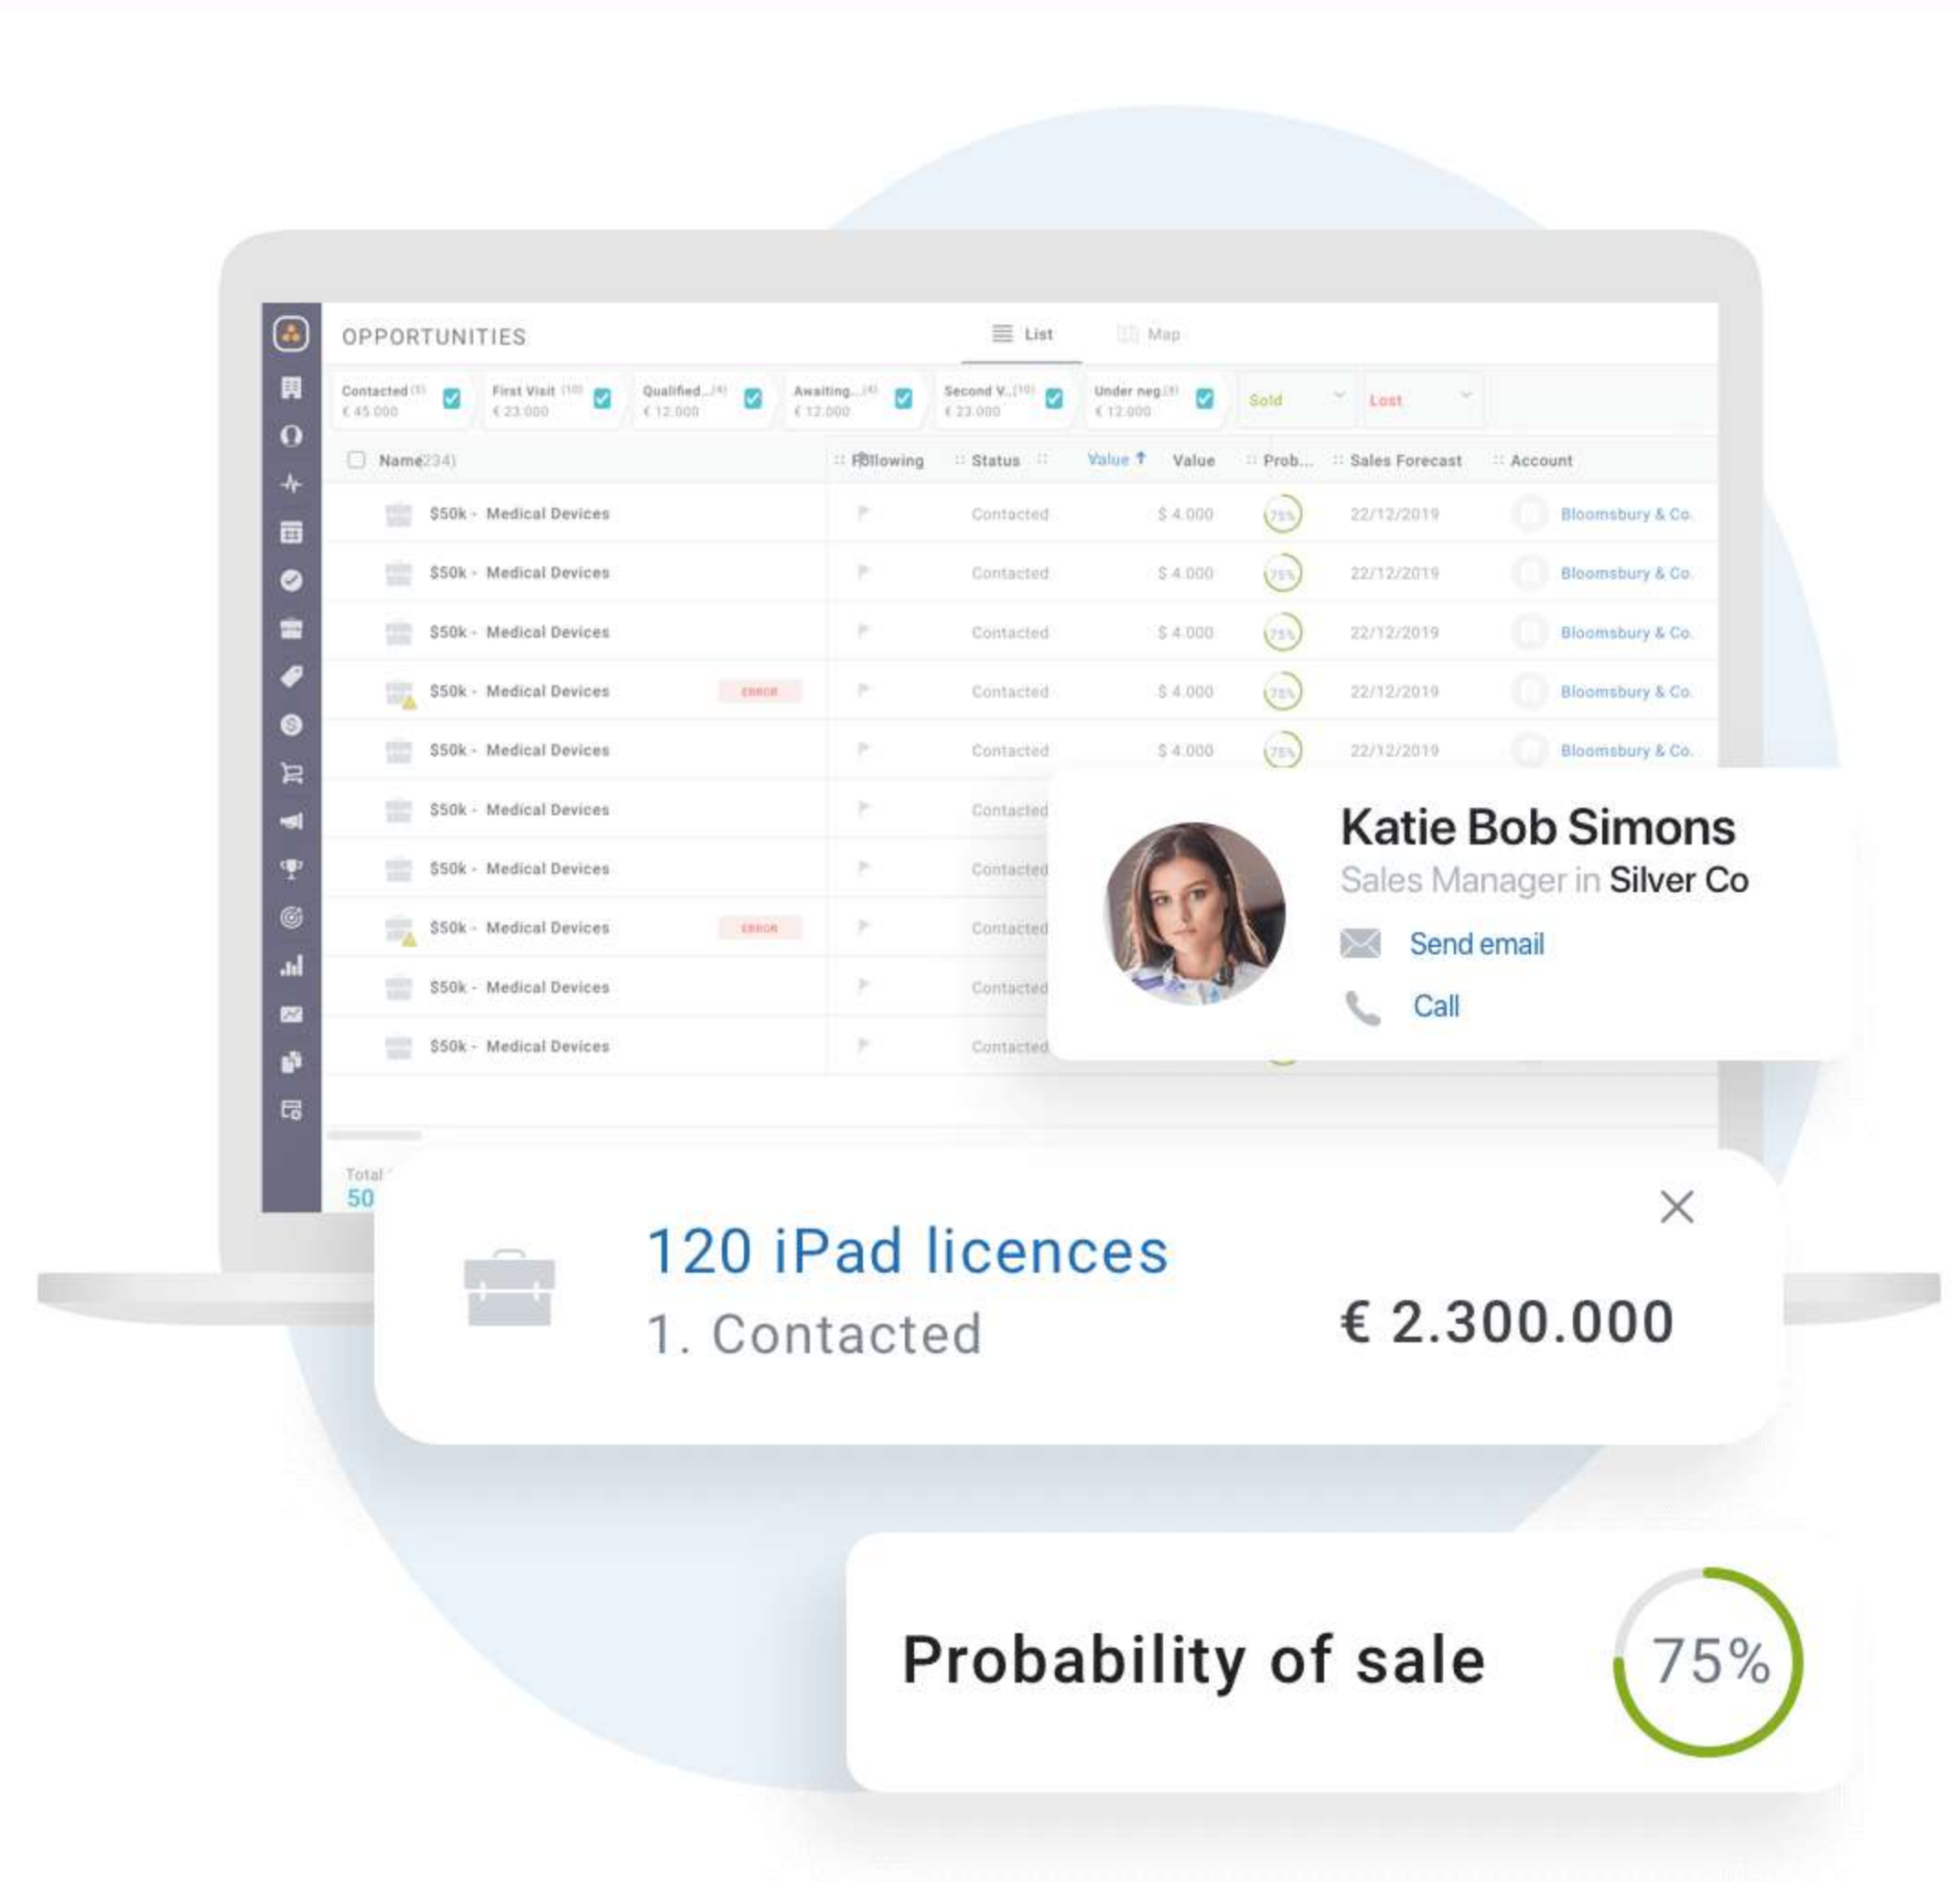 OPPORTUNITIES
List
Map
Contacted (5) € 45.000
First Visit (10) € 23.000
Qualified...(4) € 12.000
Awaiting...(4) € 12.000
Second V..(10) € 23.000
Under neg. € 12.000
Sold
Lost
Name 234) Following Status Value Value Prob... Sales Forecast Account
$50k - Medical Devices Contacted $ 4.000 75% 22/12/2019 Bloomsbury & Co.
$50k - Medical Devices Contacted $ 4.000 75% 22/12/2019 Bloomsbury & Co.
$50k - Medical Devices Contacted $ 4.000 75% 22/12/2019 Bloomsbury & Co.
$50k - Medical Devices ERROR Contacted $ 4.000 75% 22/12/2019 Bloomsbury & Co.
$50k - Medical Devices Contacted $ 4.000 75% 22/12/2019 Bloomsbury & Co.
$50k - Medical Devices Contacted
$50k - Medical Devices Contacted
$50k - Medical Devices ERROR Contacted
$50k - Medical Devices Contacted
$50k - Medical Devices Contacted
Katie Bob Simons
Sales Manager in Silver Co
Send email
Call
Total
50
120 iPad licences
1. Contacted
€ 2.300.000
Probability of sale
75%